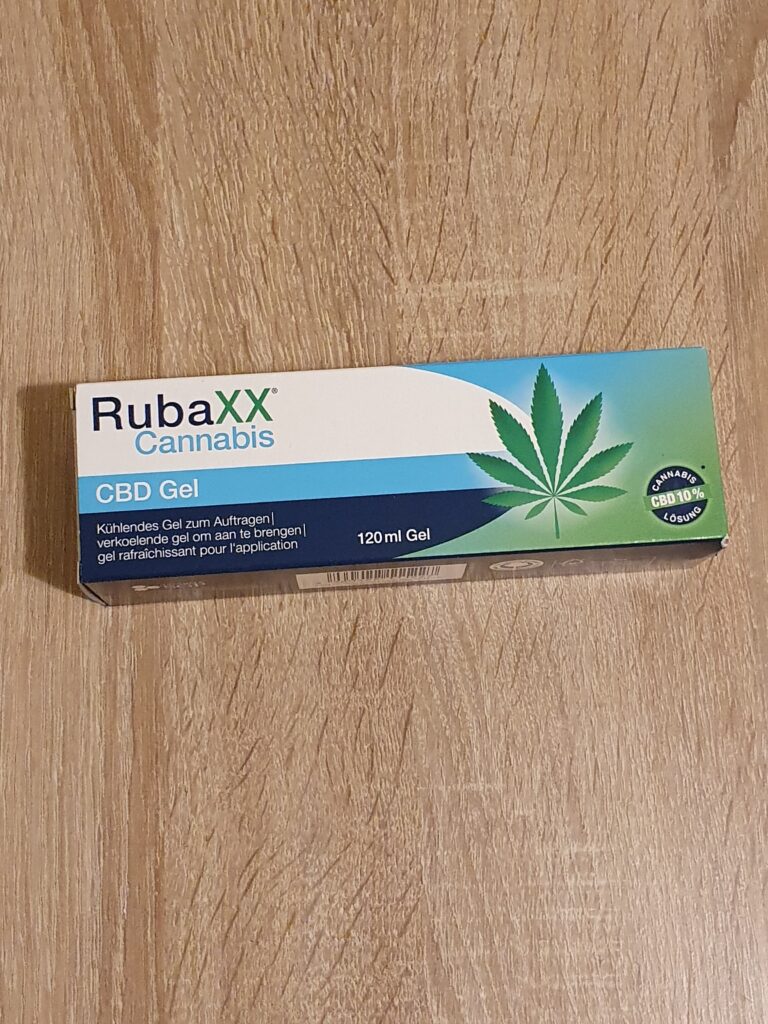 RubaXX®
Cannabis
CBD Gel
Kühlendes Gel zum Auftragen|
verkoelende gel om aan te brengen|
gel rafraîchissant pour l'application
120 ml Gel
CANNABIS*
CBD 10%
LÖSUNG